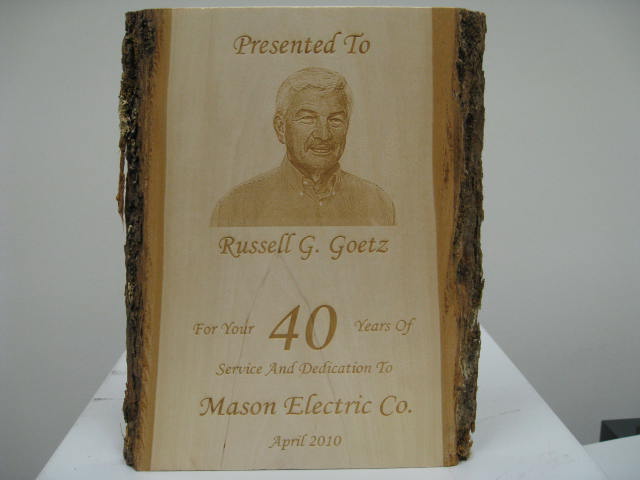 Presented To
Russell G. Goetz
For Your 40 Years Of
Service And Dedication To
Mason Electric Co.
April 2010